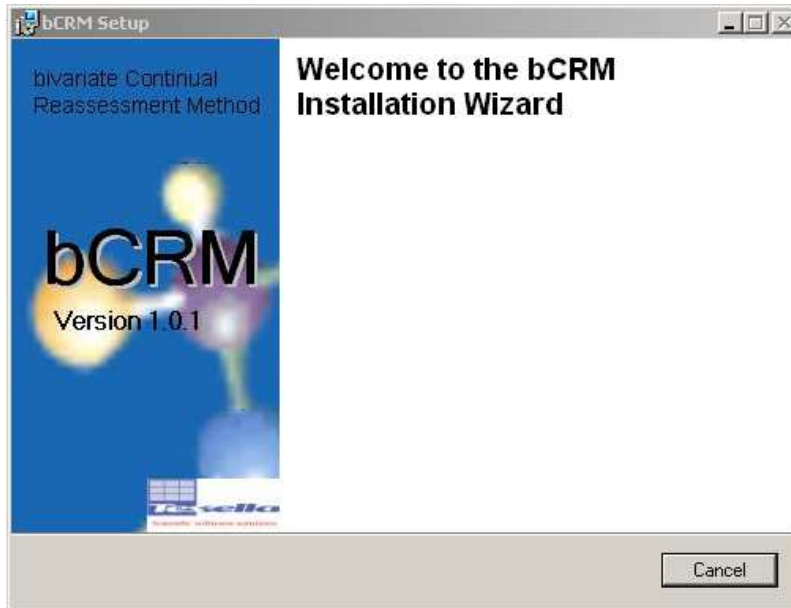 bCRM Setup
bivariate Continual
Reassessment Method
Welcome to the bCRM
Installation Wizard
bCRM
Version 1.0.1
Cancel